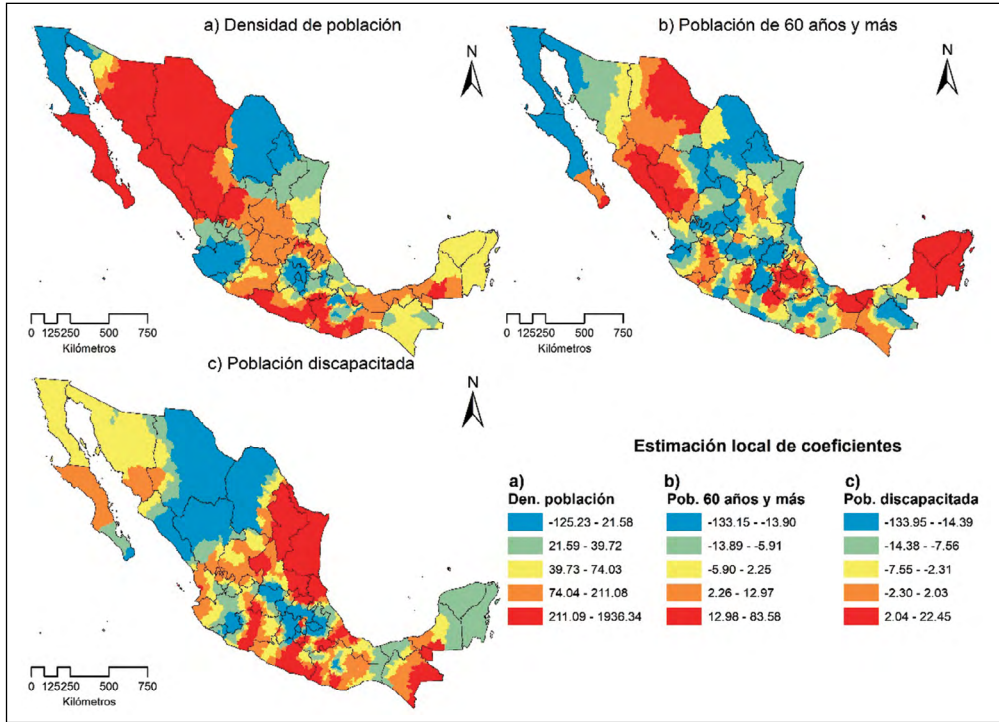 a) Densidad de población
N
0 125250 500 750
Kilómetros
b) Población de 60 años y más
N
0 125250 500 750
Kilómetros
c) Población discapacitada
N
0 125250 500 750
Kilómetros
Estimación local de coeficientes
a)
Den. población
-125.23 - 21.58
21.59 - 39.72
39.73 - 74.03
74.04 - 211.08
211.09 - 1936.34
b)
Pob. 60 años y más
-133.15 - -13.90
-13.89 - -5.91
-5.90 - 2.25
2.26 - 12.97
12.98 - 83.58
c)
Pob. discapacitada
-133.95 - -14.39
-14.38 - -7.56
-7.55 - -2.31
-2.30 - 2.03
2.04 - 22.45